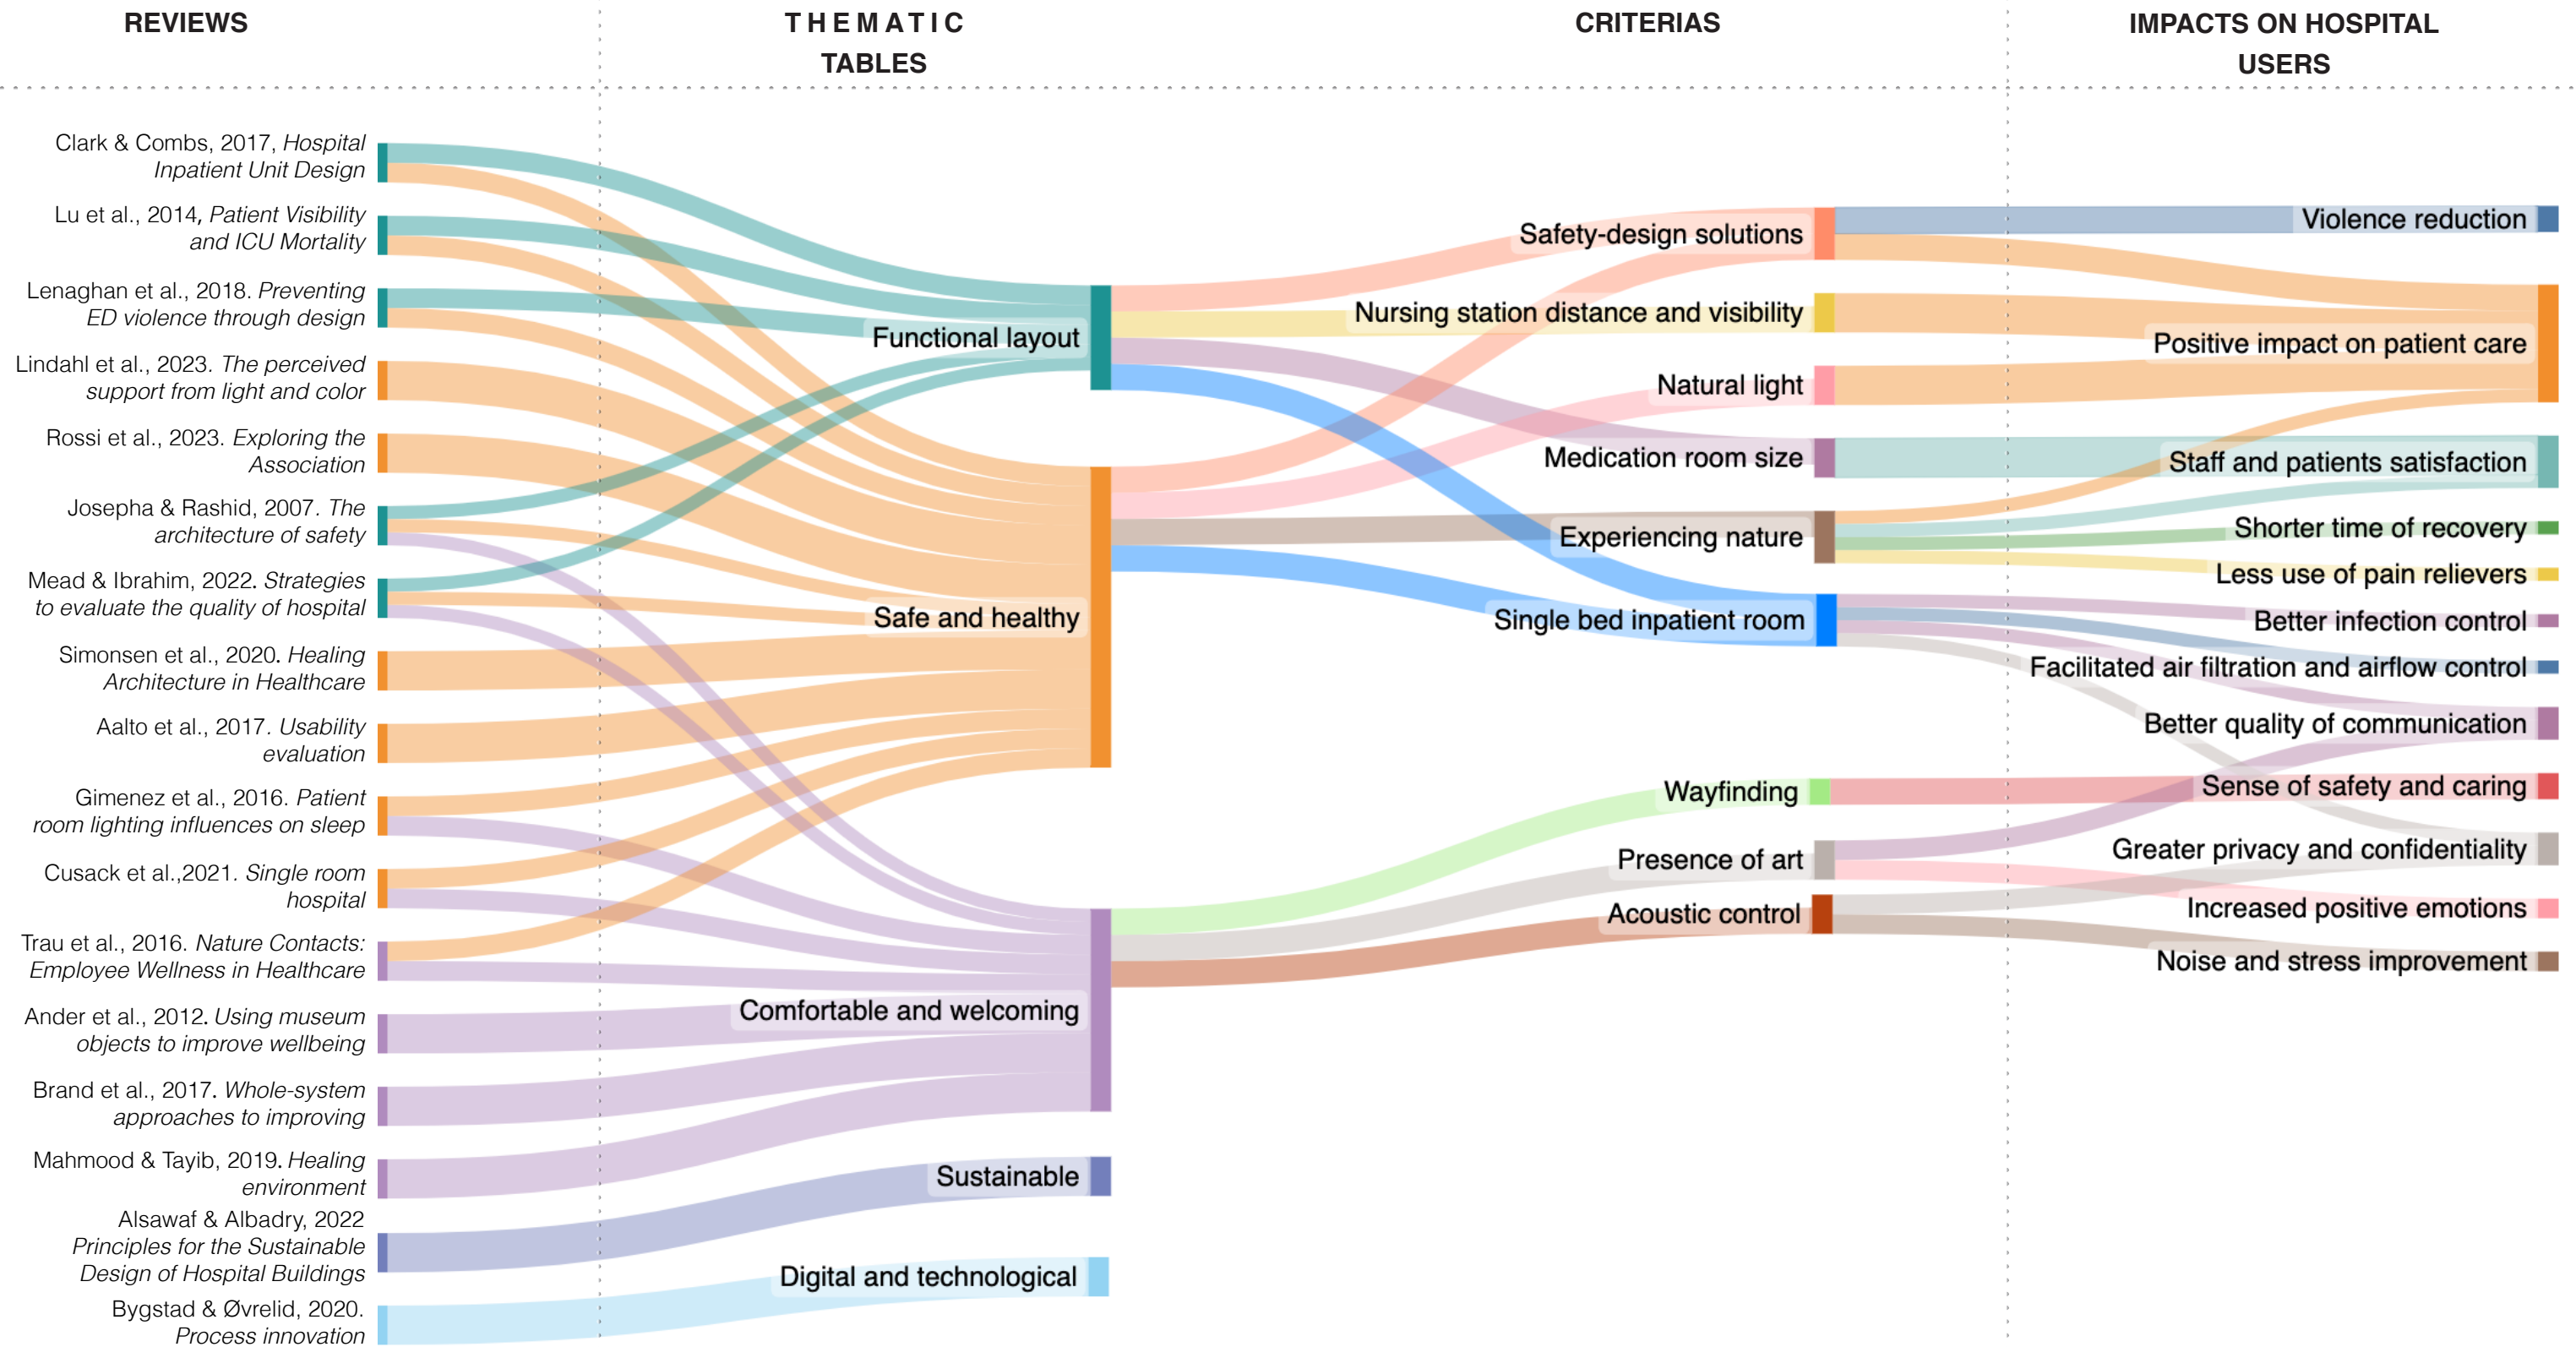 REVIEWS
THEMATIC
TABLES
CRITERIAS
IMPACTS ON HOSPITAL
USERS
Clark & Combs, 2017, Hospital
Inpatient Unit Design
Lu et al., 2014, Patient Visibility
and ICU Mortality
Lenaghan et al., 2018. Preventing
ED violence through design
Lindahl et al., 2023. The perceived
support from light and color
Rossi et al., 2023. Exploring the
Association
Josepha & Rashid, 2007. The
architecture of safety
Mead & Ibrahim, 2022. Strategies
to evaluate the quality of hospital
Simonsen et al., 2020. Healing
Architecture in Healthcare
Aalto et al., 2017. Usability
evaluation
Gimenez et al., 2016. Patient
room lighting influences on sleep
Cusack et al.,2021. Single room
hospital
Trau et al., 2016. Nature Contacts:
Employee Wellness in Healthcare
Ander et al., 2012. Using museum
objects to improve wellbeing
Brand et al., 2017. Whole-system
approaches to improving
Mahmood & Tayib, 2019. Healing
environment
Alsawaf & Albadry, 2022
Principles for the Sustainable
Design of Hospital Buildings
Bygstad & Øvrelid, 2020.
Process innovation
Functional layout
Safe and healthy
Comfortable and welcoming
Sustainable
Digital and technological
Safety-design solutions
Nursing station distance and visibility
Natural light
Medication room size
Experiencing nature
Single bed inpatient room
Wayfinding
Presence of art
Acoustic control
Violence reduction
Positive impact on patient care
Staff and patients satisfaction
Shorter time of recovery
Less use of pain relievers
Better infection control
Facilitated air filtration and airflow control
Better quality of communication
Sense of safety and caring
Greater privacy and confidentiality
Increased positive emotions
Noise and stress improvement